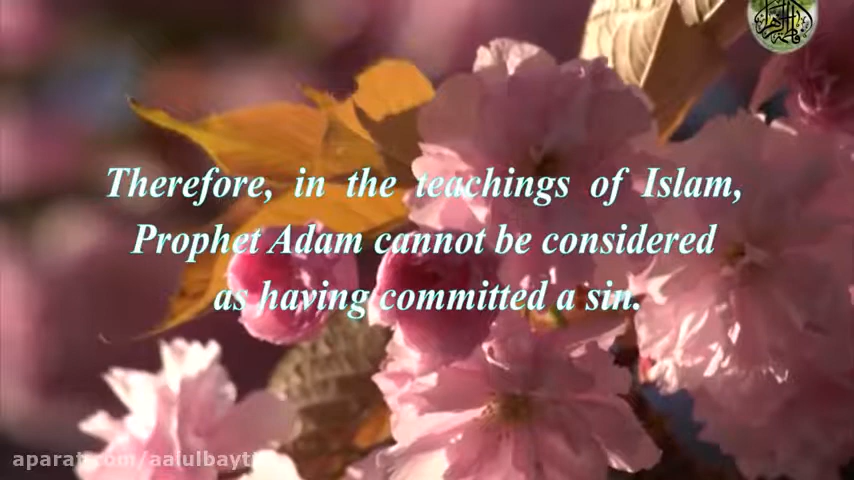 Therefore, in the teachings of Islam,
Prophet Adam cannot be considered
as having committed a sin.
aparat.com/aalulbayt